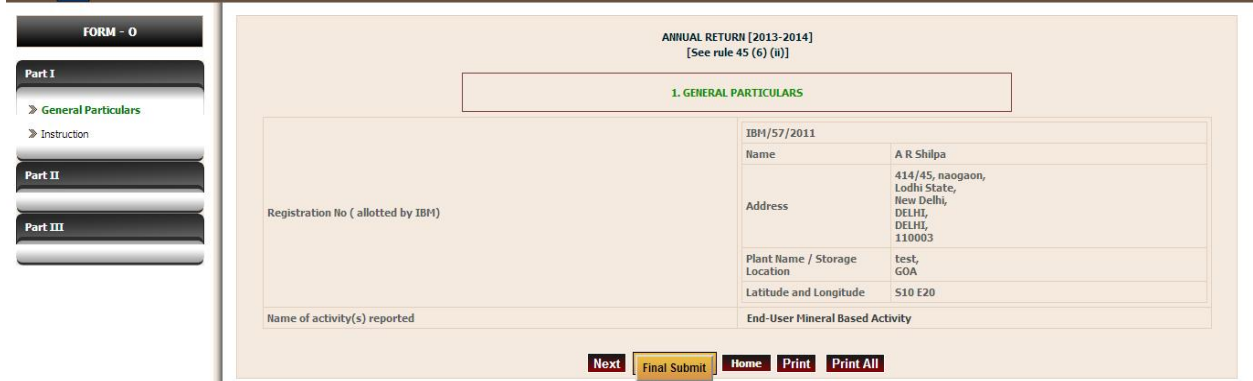 FORM - O
Part I
General Particulars
Instruction
Part II
Part III
ANNUAL RETURN [2013-2014]
[See rule 45 (6) (ii)]
1. GENERAL PARTICULARS
Registration No ( allotted by IBM)
IBM/57/2011
Name A R Shilpa
Address
414/45, naogaon,
Lodhi State,
New Delhi,
DELHI,
DELHI,
110003
Plant Name / Storage
Location
test,
GOA
Latitude and Longitude S10 E20
Name of activity(s) reported End-User Mineral Based Activity
Next Final Submit Home Print Print All